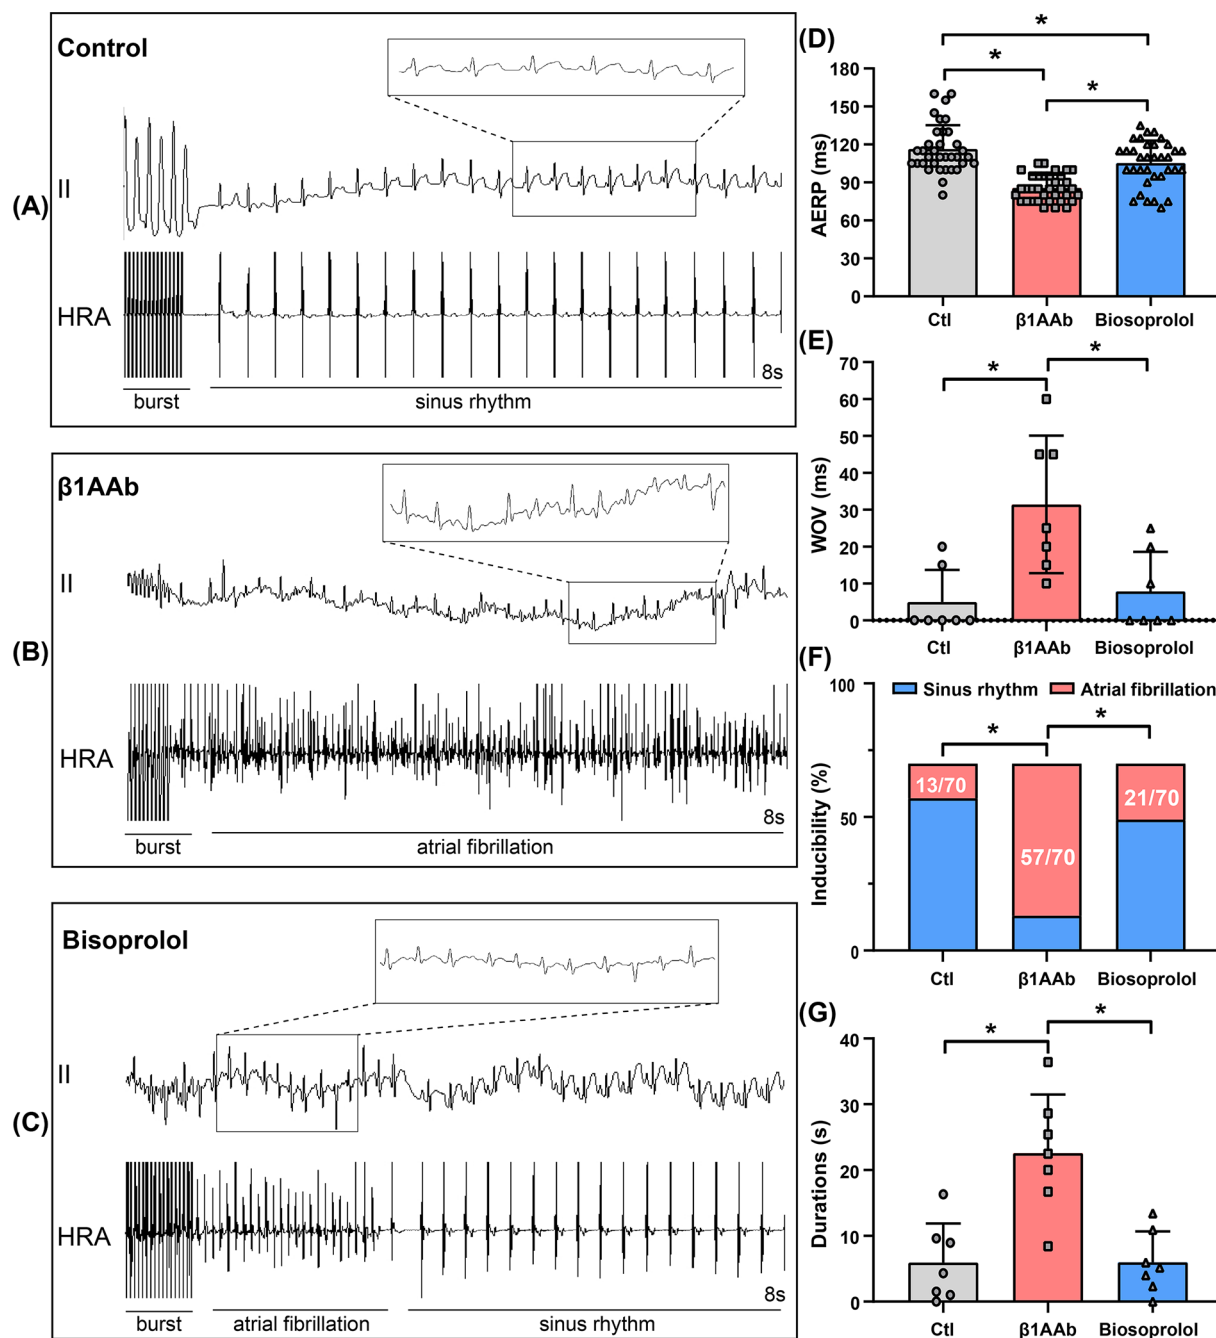 Control
(A)
II
HRA
8s
burst
sinus rhythm
β1AAb
(B)
II
HRA
8s
burst
atrial fibrillation
Bisoprolol
(C)
II
HRA
8s
burst
atrial fibrillation
sinus rhythm
(D)
* * *
AERP (ms)
180
150
120
90
60
30
0
Ctl β1AAb Biosoprolol
(E)
* *
WOV (ms)
70
60
50
40
30
20
10
0
Ctl β1AAb Biosoprolol
(F)
Sinus rhythm Atrial fibrillation
* *
Inducibility (%)
100
50
0
13/70
57/70
21/70
Ctl β1AAb Biosoprolol
(G)
* *
Durations (s)
40
30
20
10
0
Ctl β1AAb Biosoprolol